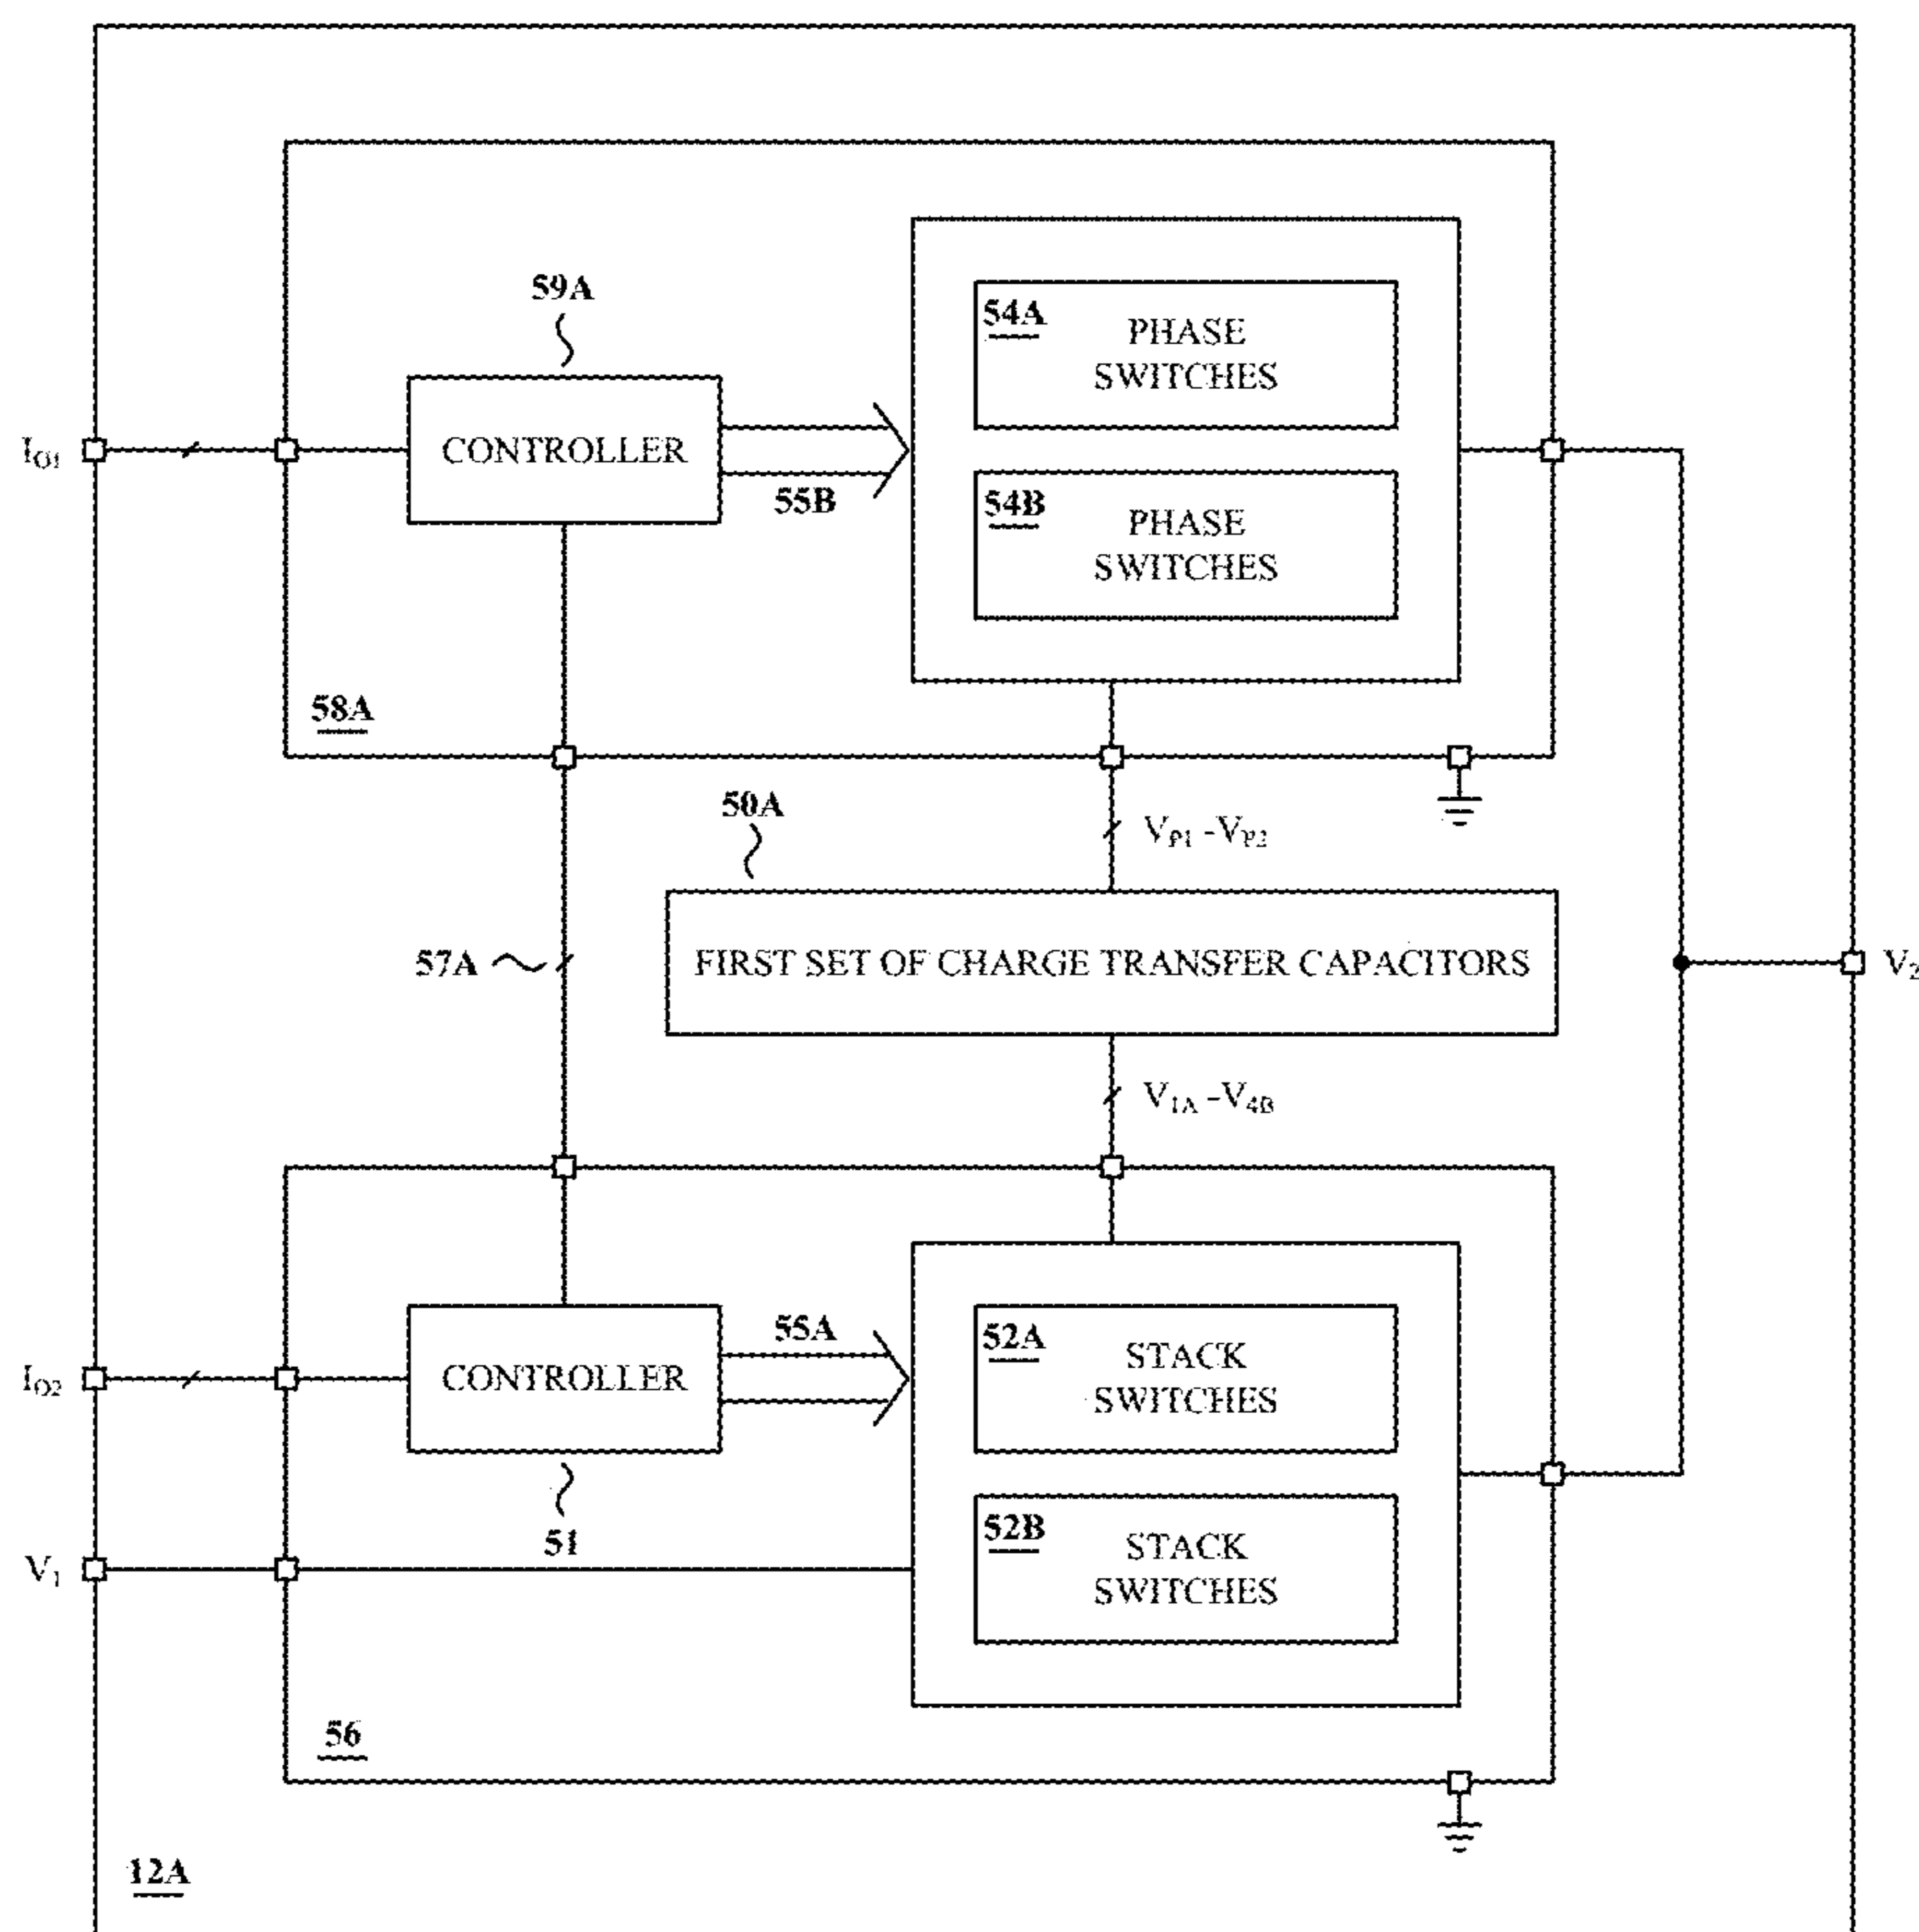 59A
54A
PHASE
SWITCHES
IO1
CONTROLLER
55B
54B
PHASE
SWITCHES
58A
50A
VP1 -VP2
57A
FIRST SET OF CHARGE TRANSFER CAPACITORS
V2
V1A -V4B
55A
52A
STACK
SWITCHES
IO2
CONTROLLER
51
52B
STACK
SWITCHES
V1
56
12A